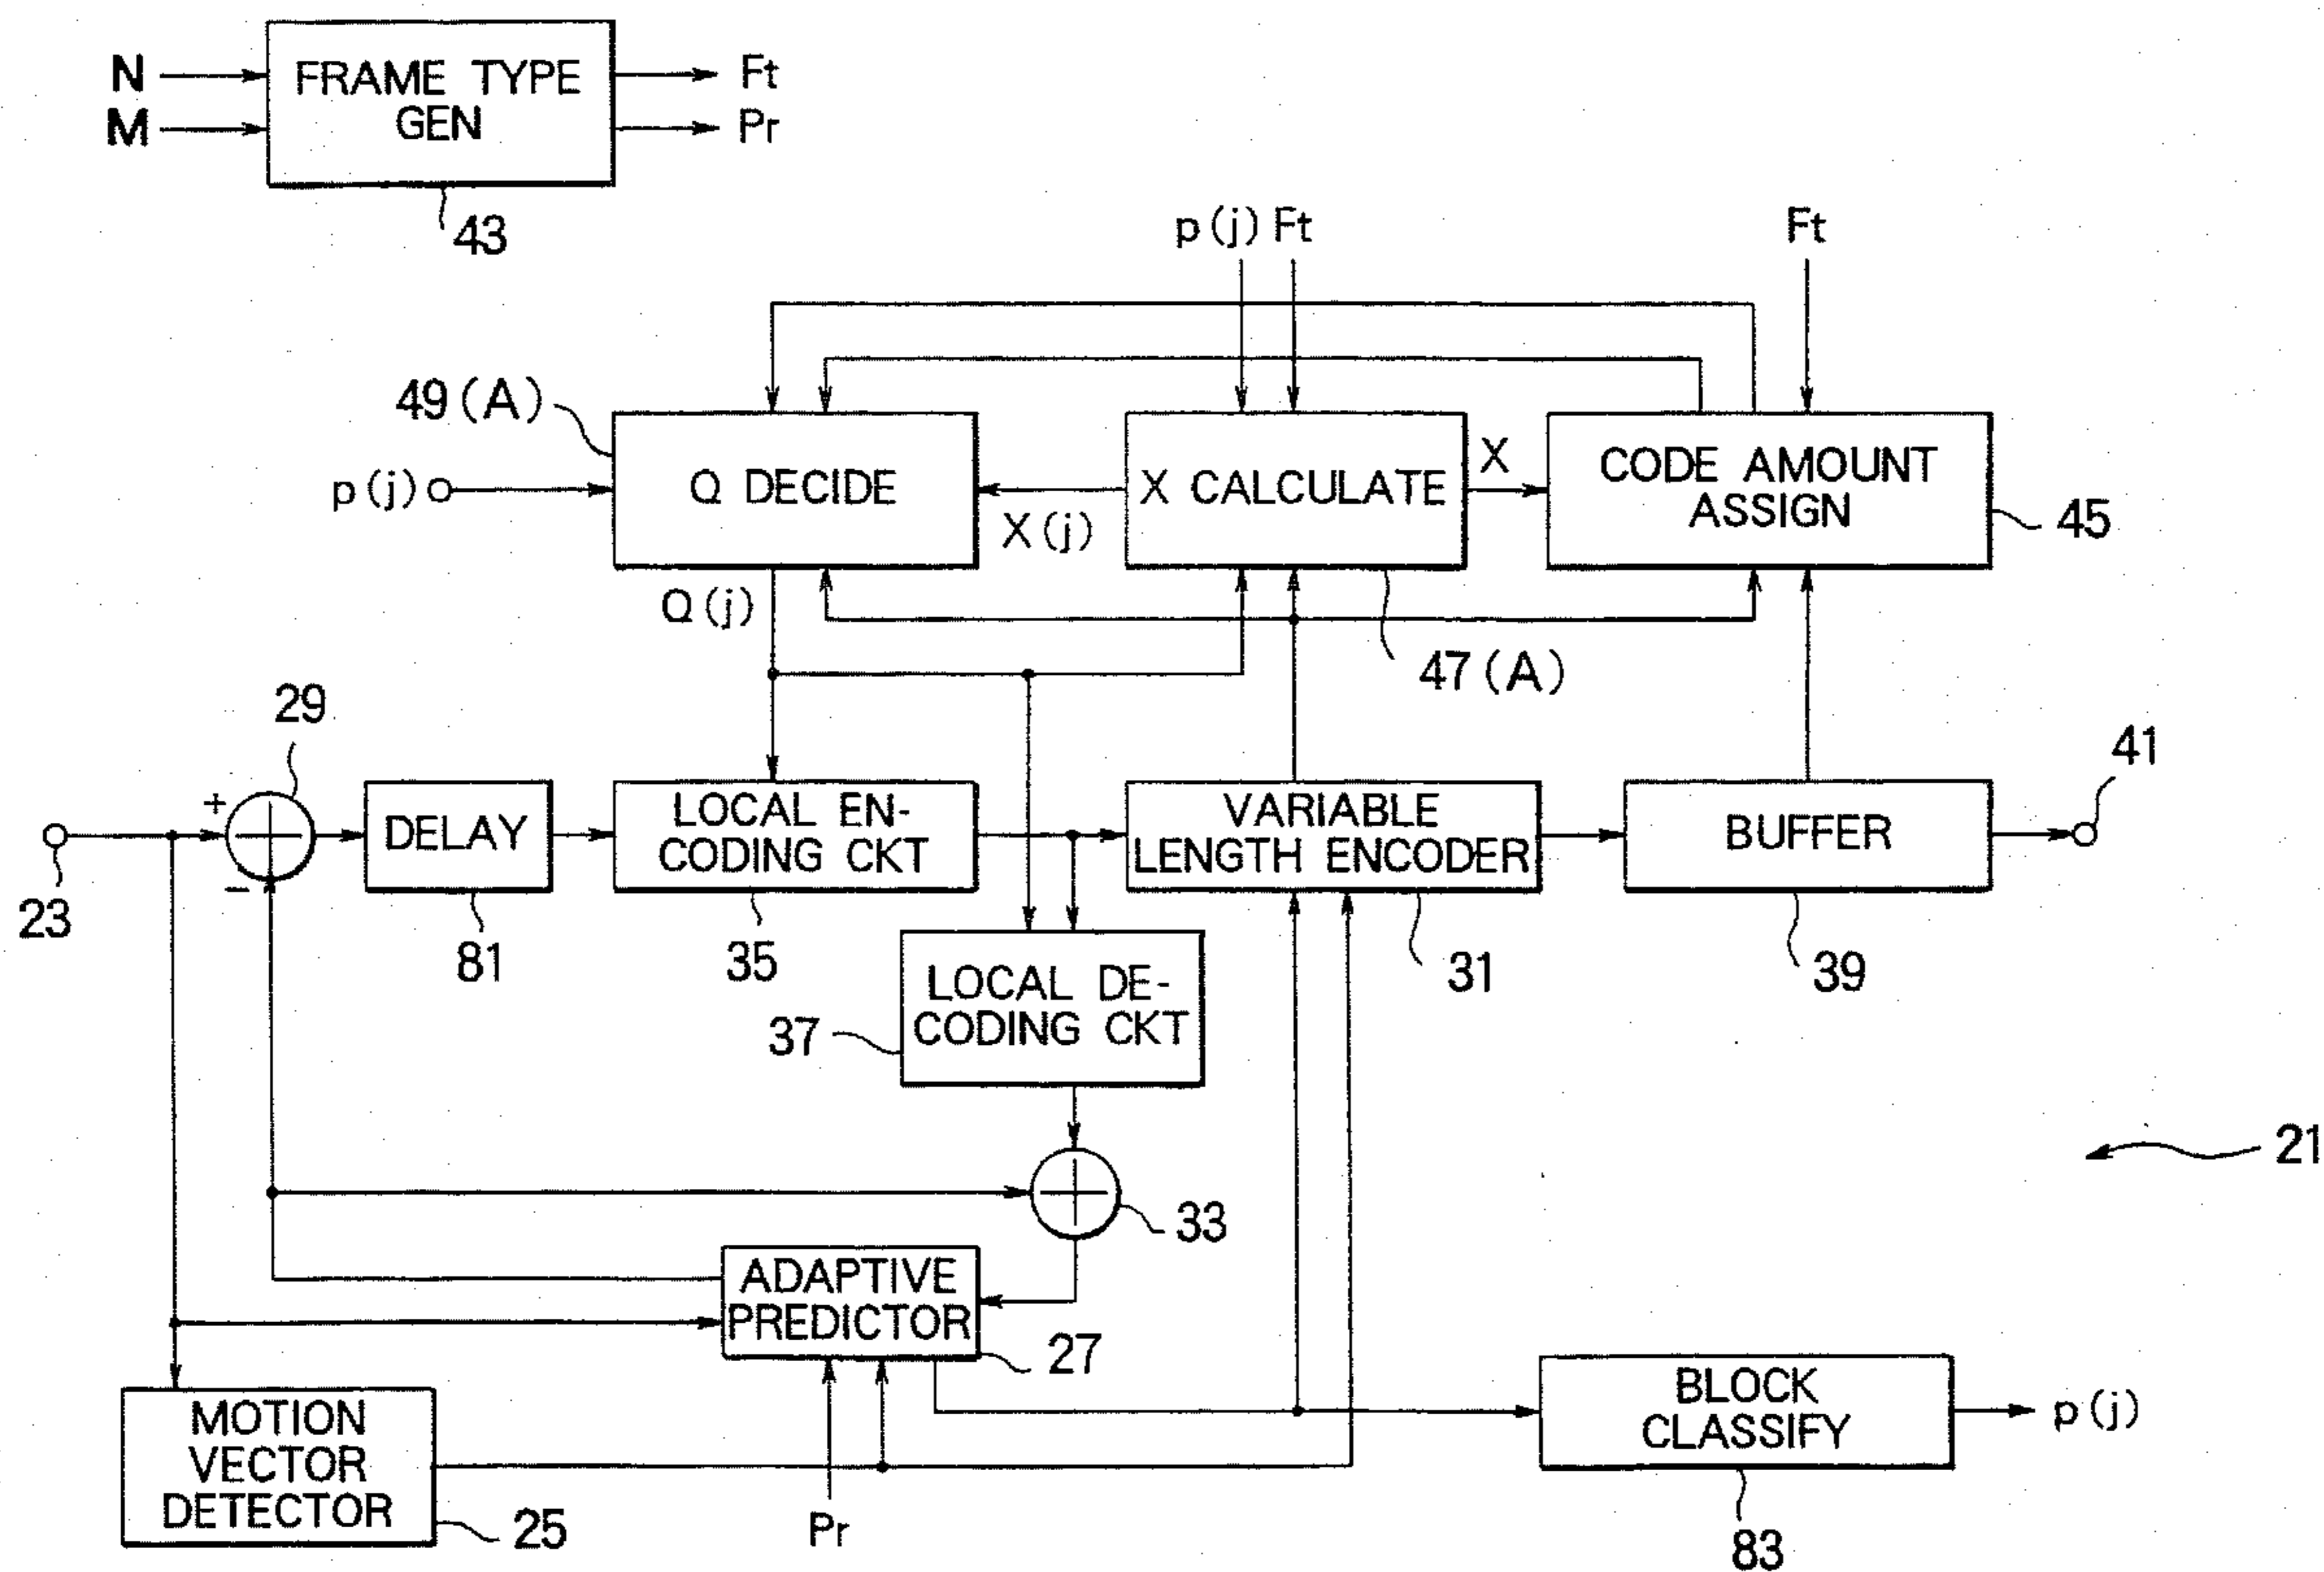 N
FRAME TYPE
GEN
Ft
M
Pr
43
p(j) Ft
Ft
49(A)
p(j)
Q DECIDE
X(j)
X CALCULATE
X
CODE AMOUNT
ASSIGN
45
Q(j)
47(A)
29
+
-
23
DELAY
81
LOCAL EN-
CODING CKT
35
VARIABLE
LENGTH ENCODER
31
BUFFER
39
41
LOCAL DE-
CODING CKT
37
33
21
ADAPTIVE
PREDICTOR
27
MOTION
VECTOR
DETECTOR
25
Pr
BLOCK
CLASSIFY
83
p(j)